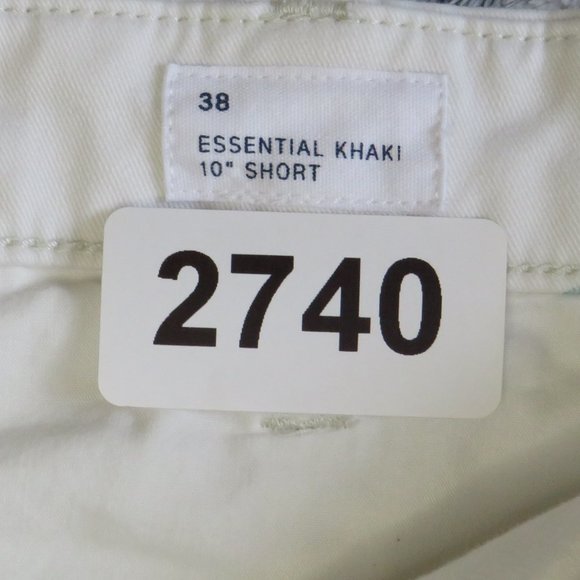 38
ESSENTIAL KHAKI
10" SHORT
2740